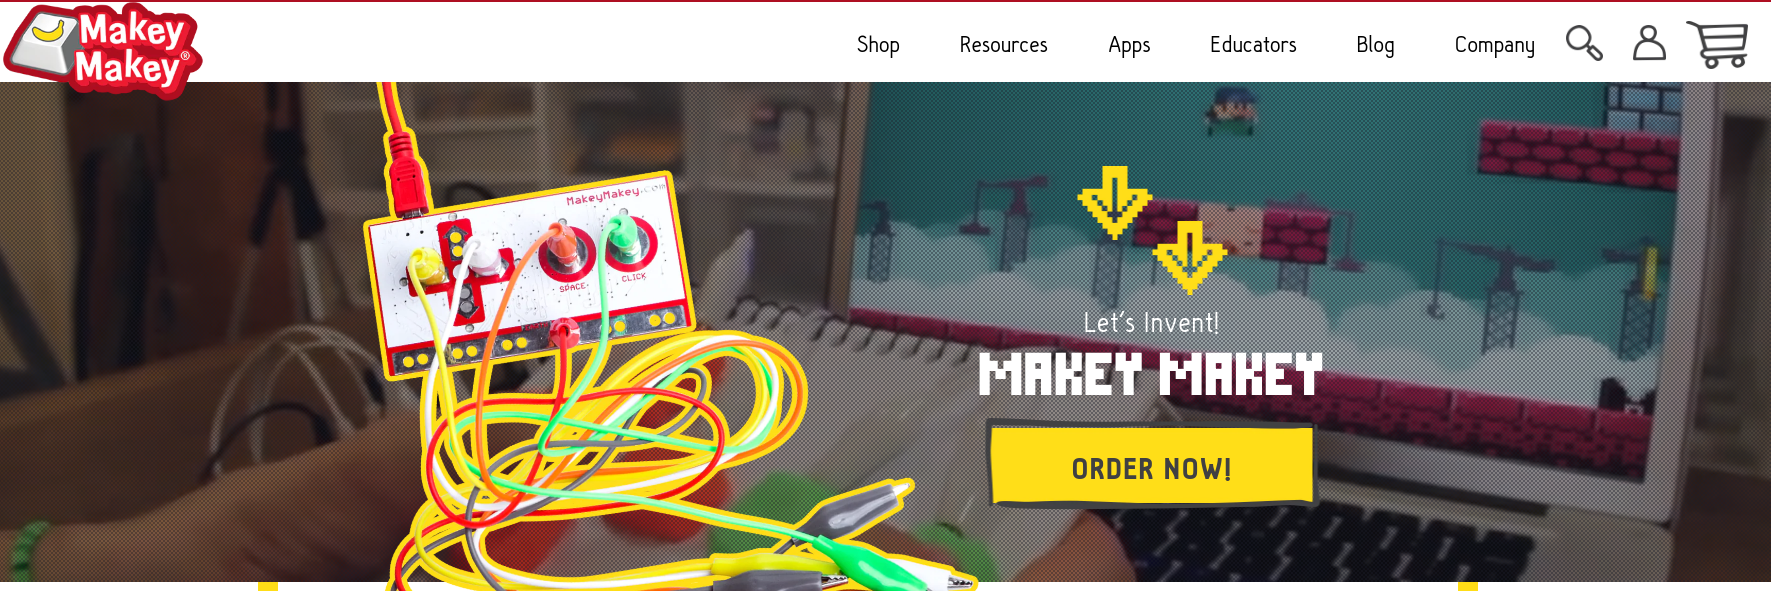 Makey
Makey®
Shop
Resources
Apps
Educators
Blog
Company
MakeyMakey.com
SPACE
CLICK
Let's Invent!
MAKEY MAKEY
ORDER NOW!